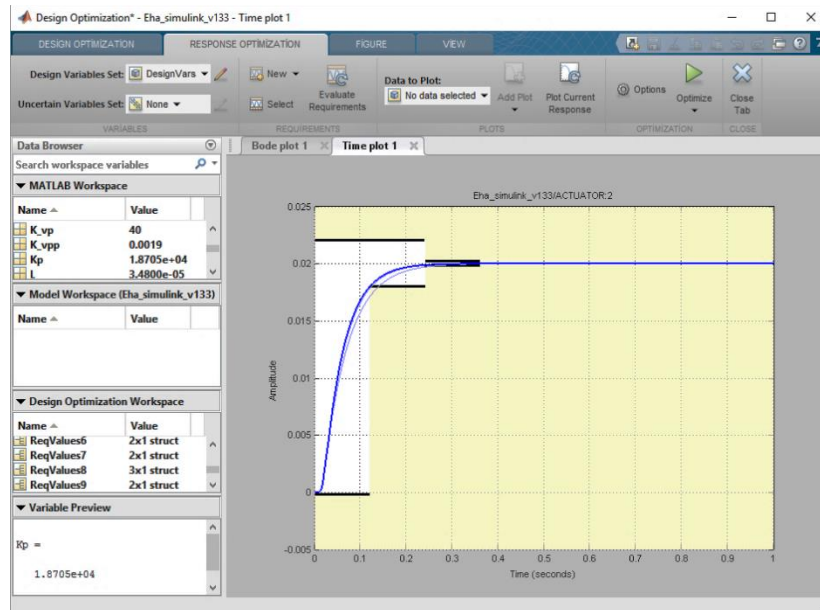 Design Optimization* - Eha_simulink_v133 - Time plot 1
DESIGN OPTIMIZATION RESPONSE OPTIMIZATION FIGURE VIEW
Design Variables Set: DesignVars
Uncertain Variables Set: None
VARIABLES
New
Select
Evaluate Requirements
REQUIREMENTS
Data to Plot:
No data selected
Add Plot
Plot Current Response
PLOTS
Options
Optimize
OPTIMIZATION
Close Tab
CLOSE
Data Browser
Search workspace variables
MATLAB Workspace
Name Value
K_vp 40
K_vpp 0.0019
Kp 1.8705e+04
L 3.4800e-05
Model Workspace (Eha_simulink_v133)
Name Value
Design Optimization Workspace
Name Value
ReqValues6 2x1 struct
ReqValues7 2x1 struct
ReqValues8 3x1 struct
ReqValues9 2x1 struct
Variable Preview
Kp =
1.8705e+04
Bode plot 1 Time plot 1
Eha_simulink_v133/ACTUATOR:2
0.025
0.02
0.015
0.01
0.005
0
-0.005
Amplitude
0 0.1 0.2 0.3 0.4 0.5 0.6 0.7 0.8 0.9 1
Time (seconds)